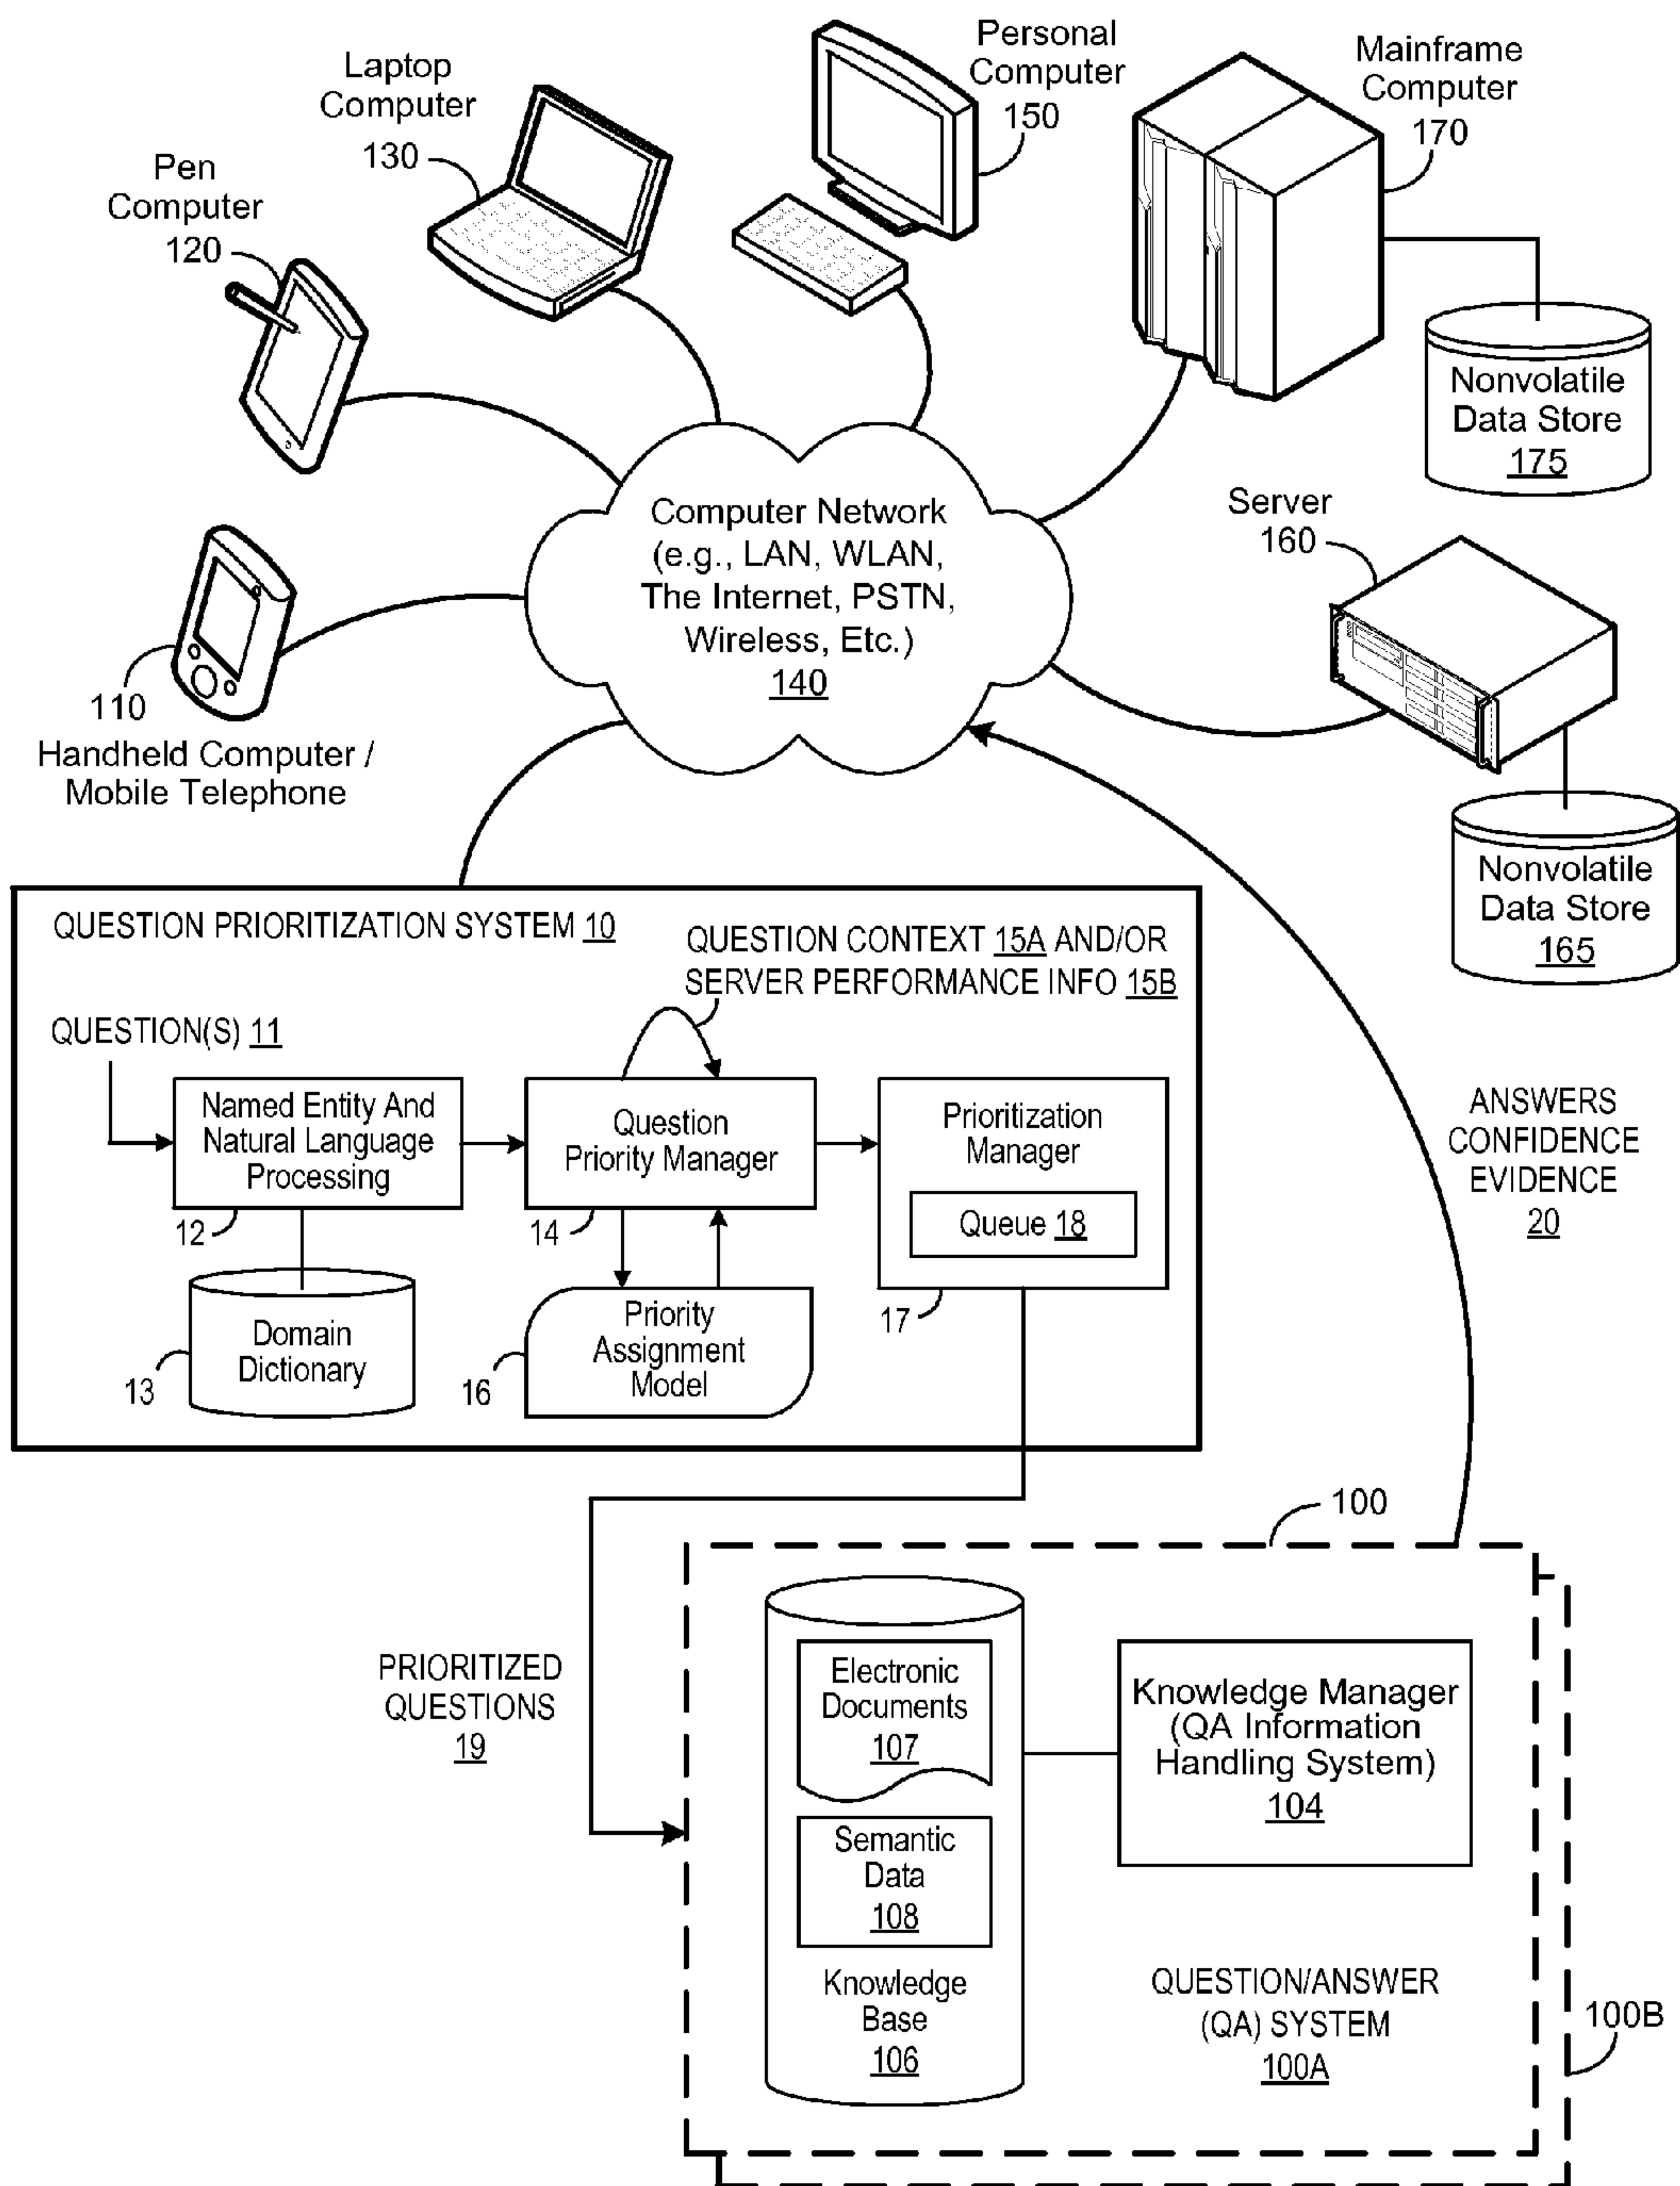 Laptop
Computer
130
Personal
Computer
150
Mainframe
Computer
170
Pen
Computer
120
Nonvolatile
Data Store
175
Computer Network
(e.g., LAN, WLAN,
The Internet, PSTN,
Wireless, Etc.)
140
Server
160
110
Handheld Computer /
Mobile Telephone
Nonvolatile
Data Store
165
QUESTION PRIORITIZATION SYSTEM 10
QUESTION CONTEXT 15A AND/OR
SERVER PERFORMANCE INFO 15B
QUESTION(S) 11
Named Entity And
Natural Language
Processing
12
Question
Priority Manager
14
Prioritization
Manager
Queue 18
17
Domain
Dictionary
13
Priority
Assignment
Model
16
ANSWERS
CONFIDENCE
EVIDENCE
20
PRIORITIZED
QUESTIONS
19
100
Electronic
Documents
107
Semantic
Data
108
Knowledge
Base
106
Knowledge Manager
(QA Information
Handling System)
104
QUESTION/ANSWER
(QA) SYSTEM
100A
100B